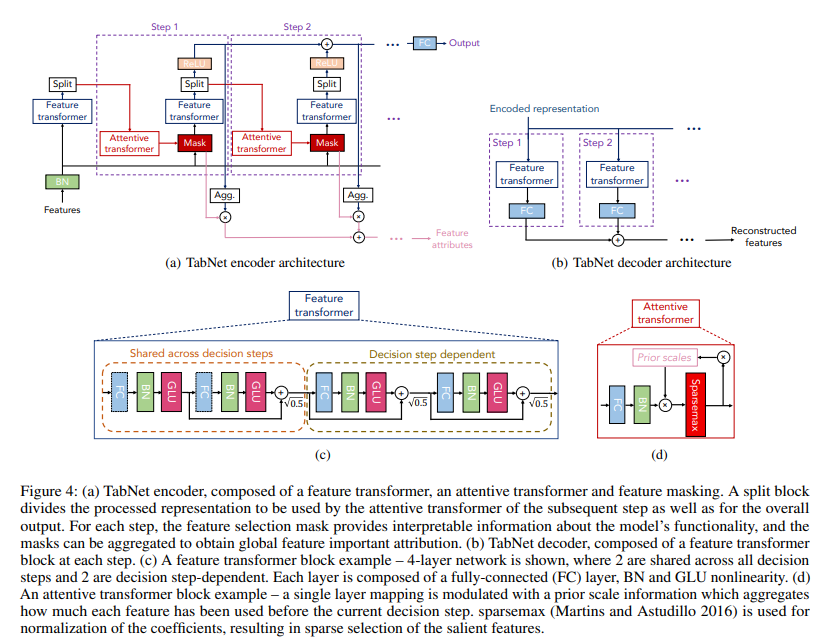 Step 1
Step 2
... FC Output
ReLU ReLU
Split Split Split
Feature transformer Feature transformer Feature transformer
Attentive transformer Mask Attentive transformer Mask
...
BN
Features
Agg. Agg.
... Feature attributes
(a) TabNet encoder architecture
Encoded representation
...
Step 1 Step 2
Feature transformer Feature transformer
...
FC FC
... Reconstructed features
(b) TabNet decoder architecture
Feature
transformer
Shared across decision steps
Decision step dependent
FC BN GLU FC BN GLU √0.5 FC BN GLU √0.5 FC BN GLU √0.5
(c)
Attentive
transformer
Prior scales
FC BN Sparsemax
(d)
Figure 4: (a) TabNet encoder, composed of a feature transformer, an attentive transformer and feature masking. A split block
divides the processed representation to be used by the attentive transformer of the subsequent step as well as for the overall
output. For each step, the feature selection mask provides interpretable information about the model's functionality, and the
masks can be aggregated to obtain global feature important attribution. (b) TabNet decoder, composed of a feature transformer
block at each step. (c) A feature transformer block example – 4-layer network is shown, where 2 are shared across all decision
steps and 2 are decision step-dependent. Each layer is composed of a fully-connected (FC) layer, BN and GLU nonlinearity. (d)
An attentive transformer block example – a single layer mapping is modulated with a prior scale information which aggregates
how much each feature has been used before the current decision step. sparsemax (Martins and Astudillo 2016) is used for
normalization of the coefficients, resulting in sparse selection of the salient features.